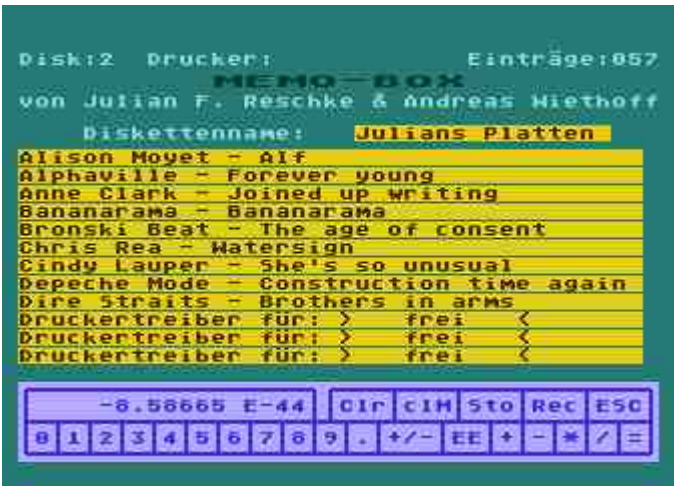 Disk:2 Drucker: Einträge:057
MEMO-BOX
von Julian F. Reschke & Andreas Wiethoff
Diskettenname: Julians Platten
Alison Moyet - Alf
Alphaville - Forever young
Anne Clark - Joined up writing
Bananarama - Bananarama
Bronski Beat - The age of consent
Chris Rea - Watersign
Cindy Lauper - She's so unusual
Depeche Mode - Construction time again
Dire Straits - Brothers in arms
Druckertreiber für: > frei <
Druckertreiber für: > frei <
Druckertreiber für: > frei <
-8.58665 E-44 Clr clM Sto Rec ESC
0 1 2 3 4 5 6 7 8 9 . +/- EE + - * / =